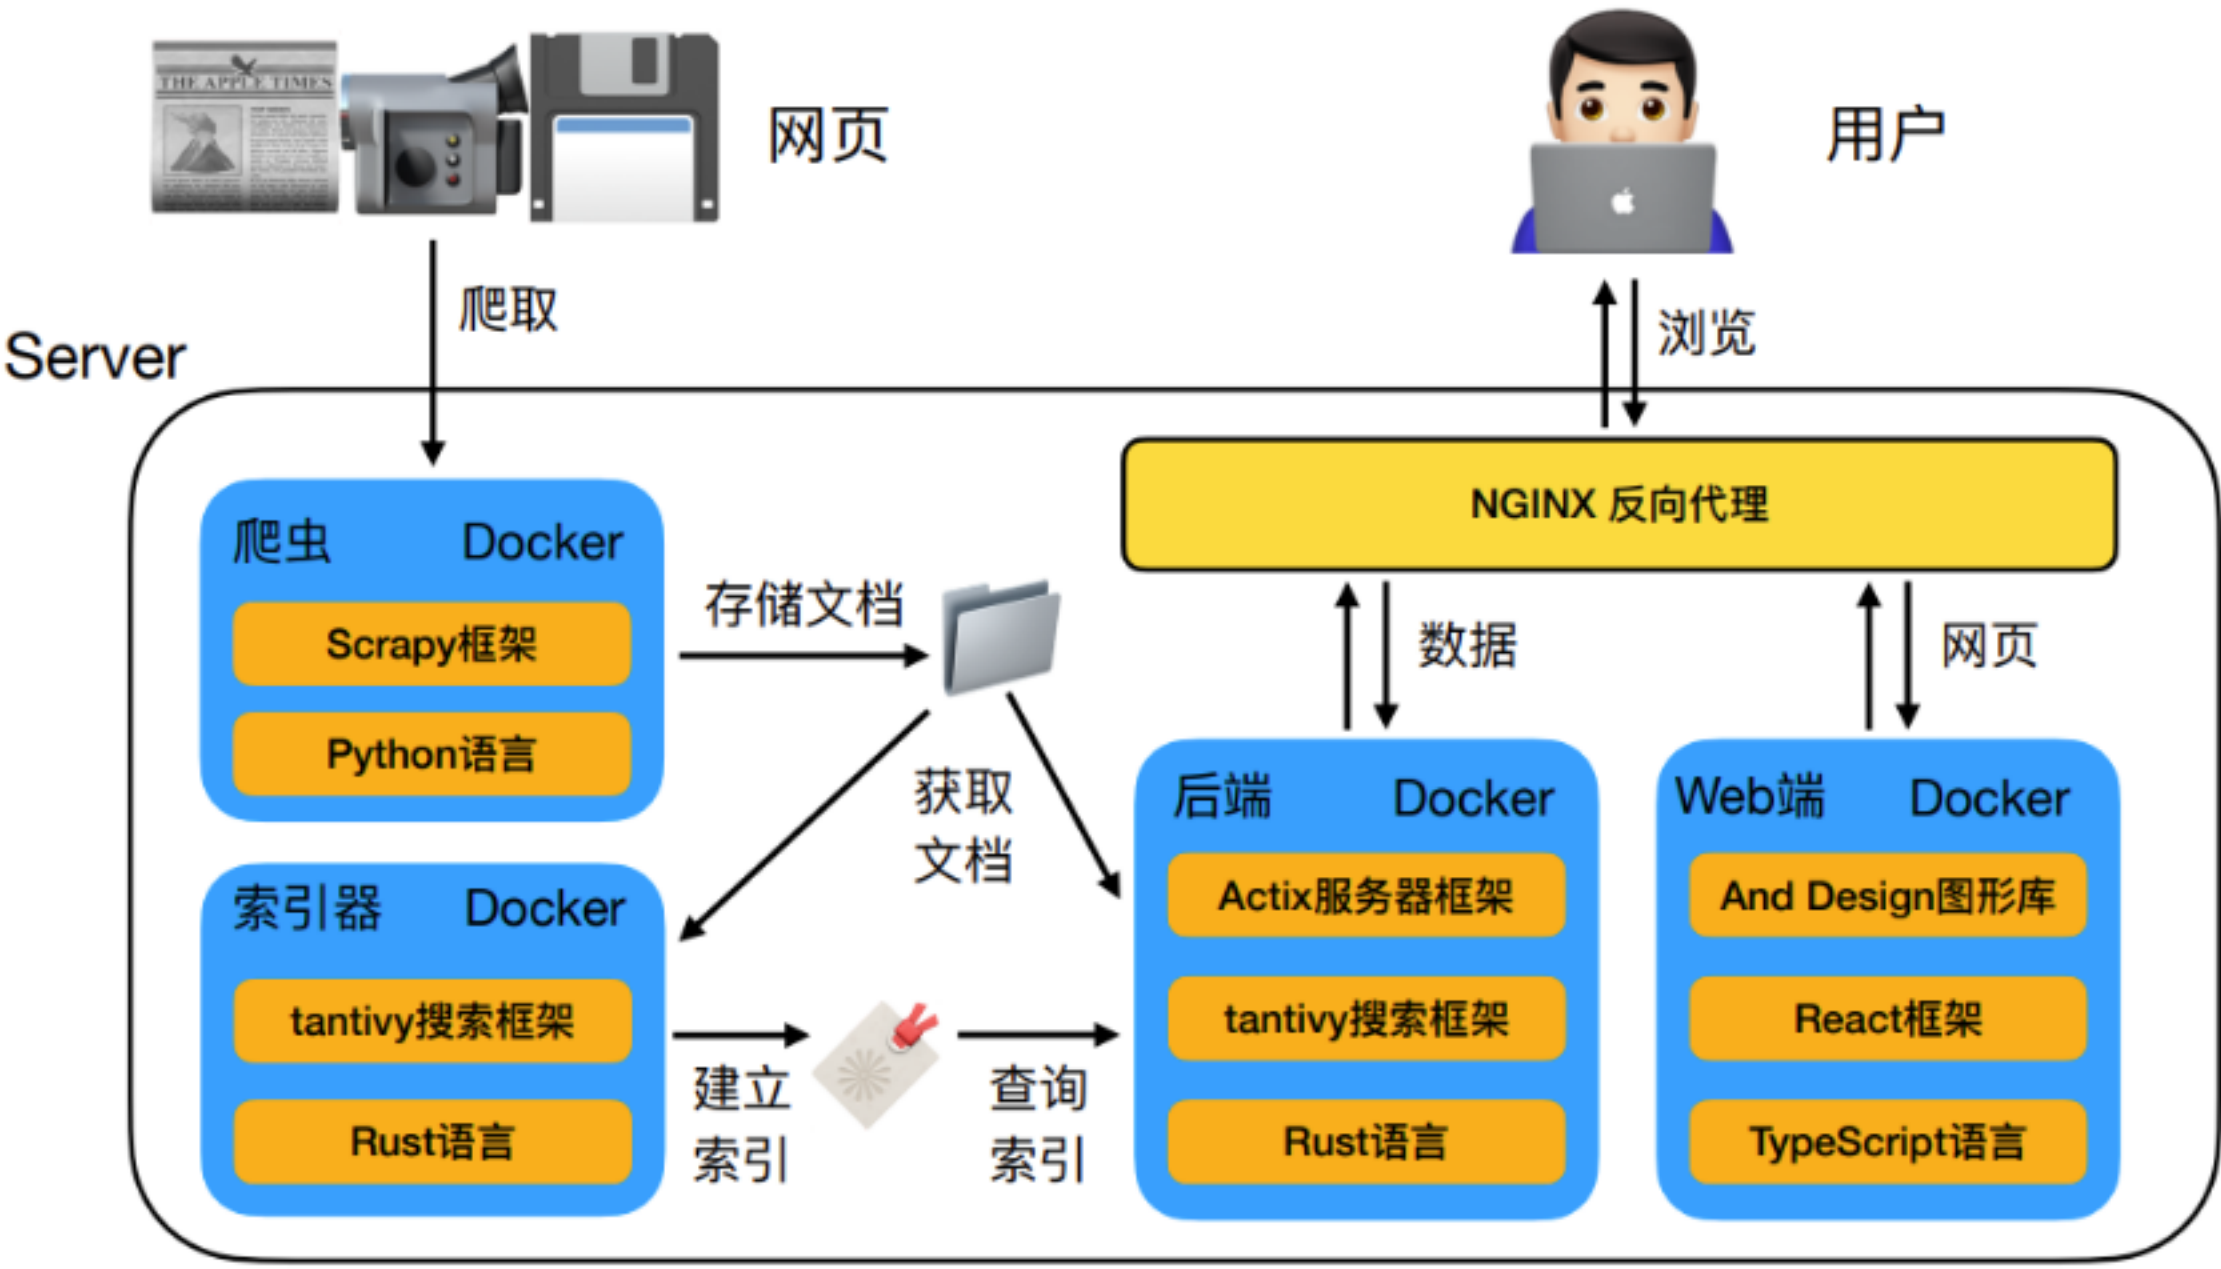 THE APPLE TIMES
网页
用户
爬取
浏览
Server
NGINX 反向代理
爬虫 Docker
Scrapy框架
Python语言
存储文档
数据
网页
获取
文档
索引器 Docker
tantivy搜索框架
Rust语言
建立
索引
查询
索引
后端 Docker
Actix服务器框架
tantivy搜索框架
Rust语言
Web端 Docker
And Design图形库
React框架
TypeScript语言